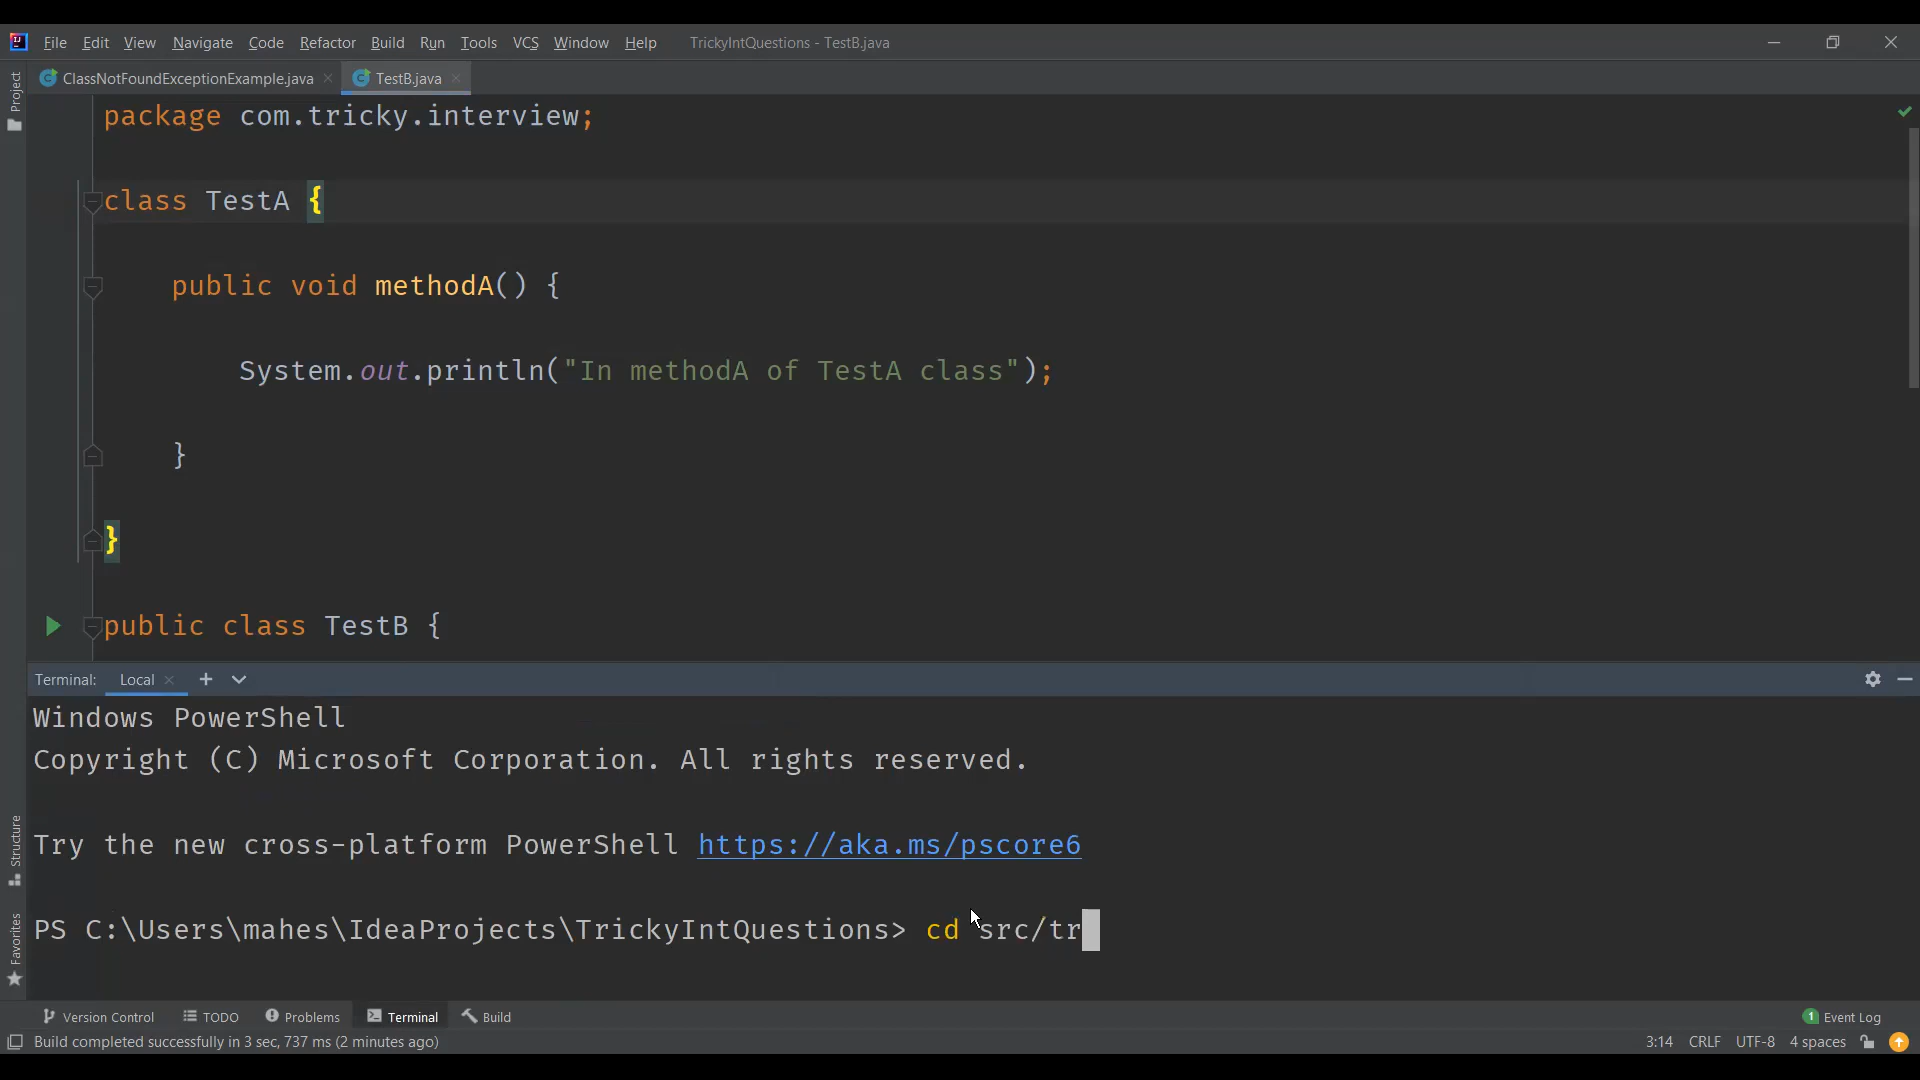 File Edit View Navigate Code Refactor Build Run Tools VCS Window Help TrickyIntQuestions - TestB.java
ClassNotFoundExceptionExample.java TestB.java
Project
package com.tricky.interview;
class TestA {
public void methodA() {
System.out.println("In methodA of TestA class");
}
}
public class TestB {
Terminal: Local
Windows PowerShell
Copyright (C) Microsoft Corporation. All rights reserved.
Try the new cross-platform PowerShell https://aka.ms/pscore6
PS C:\Users\mahes\IdeaProjects\TrickyIntQuestions> cd src/tr
Structure
Favorites
Version Control TODO Problems Terminal Build 1 Event Log
Build completed successfully in 3 sec, 737 ms (2 minutes ago) 3:14 CRLF UTF-8 4 spaces